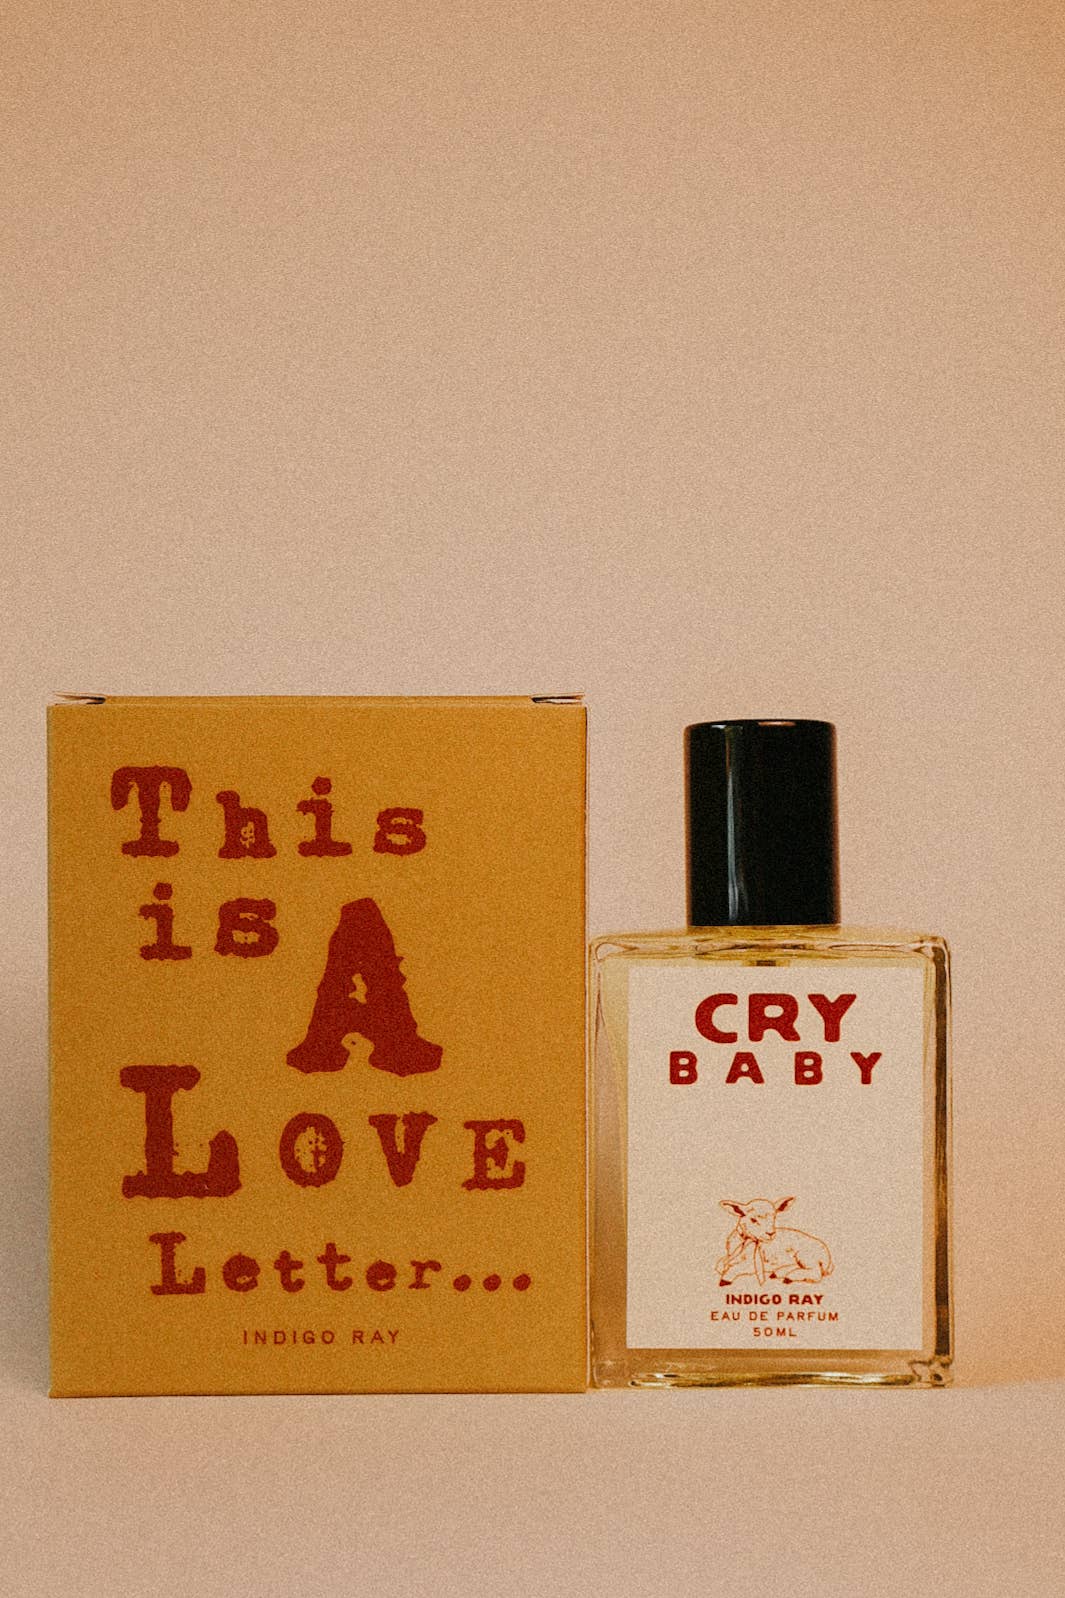 This
is A
Love
Letter...
INDIGO RAY
CRY
BABY
INDIGO RAY
EAU DE PARFUM
50ML